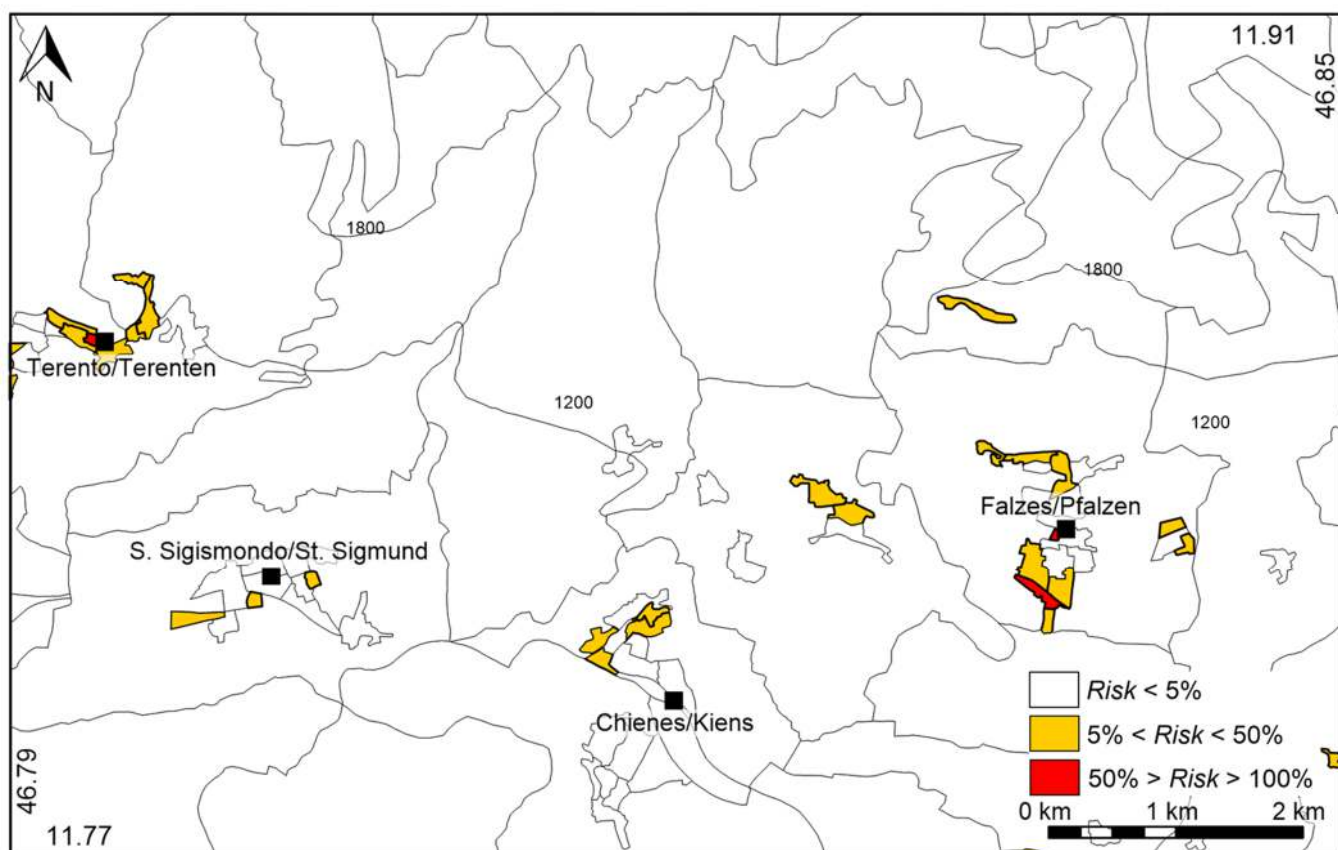 11.91
46.85
N
1800
1800
Terento/Terenten
1200
1200
Falzes/Pfalzen
S. Sigismondo/St. Sigmund
Chienes/Kiens
Risk < 5%
5% < Risk < 50%
50% > Risk > 100%
0 km 1 km 2 km
46.79
11.77